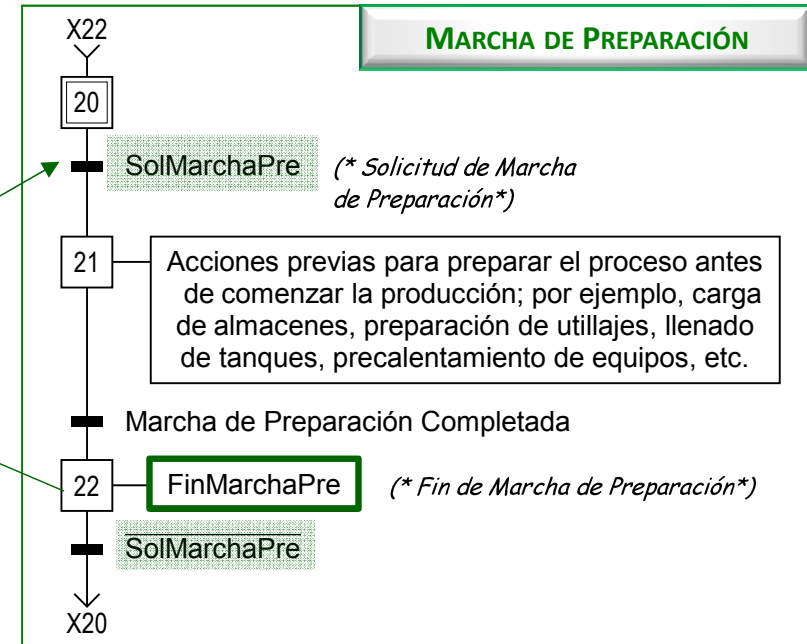 X22
MARCHA DE PREPARACIÓN
20
SolMarchaPre (* Solicitud de Marcha
de Preparación*)
21
Acciones previas para preparar el proceso antes
de comenzar la producción; por ejemplo, carga
de almacenes, preparación de utillajes, llenado
de tanques, precalentamiento de equipos, etc.
Marcha de Preparación Completada
22 FinMarchaPre (* Fin de Marcha de Preparación*)
S̅o̅l̅M̅a̅r̅c̅h̅a̅P̅r̅e̅
X20